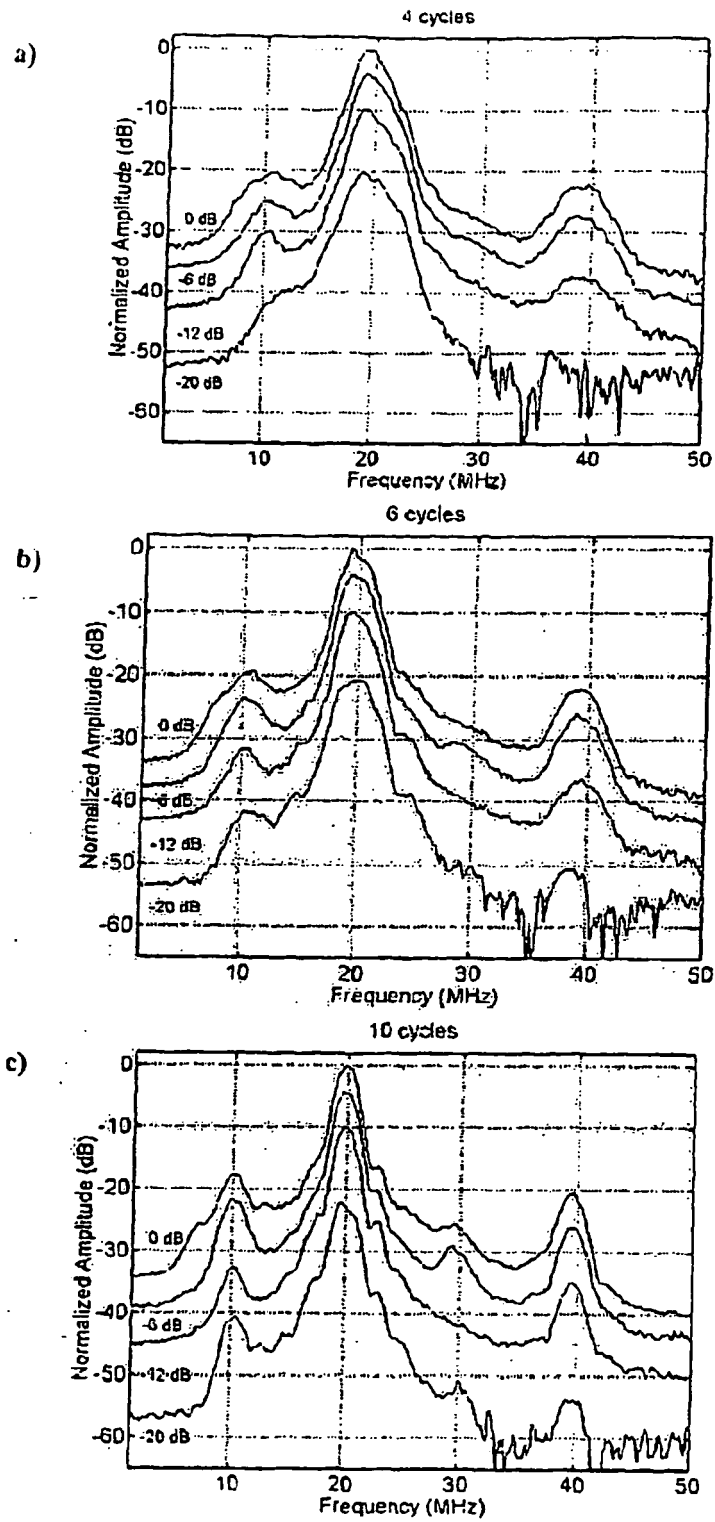 4 cycles
a)
Normalized Amplitude (dB)
0
-10
-20
-30
-40
-50
-60
0 dB
-6 dB
-12 dB
-20 dB
10
20
30
40
50
Frequency (MHz)
6 cycles
b)
Normalized Amplitude (dB)
0
-10
-20
-30
-40
-50
-60
0 dB
-6 dB
-12 dB
-20 dB
10
20
30
40
50
Frequency (MHz)
10 cycles
c)
Normalized Amplitude (dB)
0
-10
-20
-30
-40
-50
-60
0 dB
-6 dB
-12 dB
-20 dB
10
20
30
40
50
Frequency (MHz)